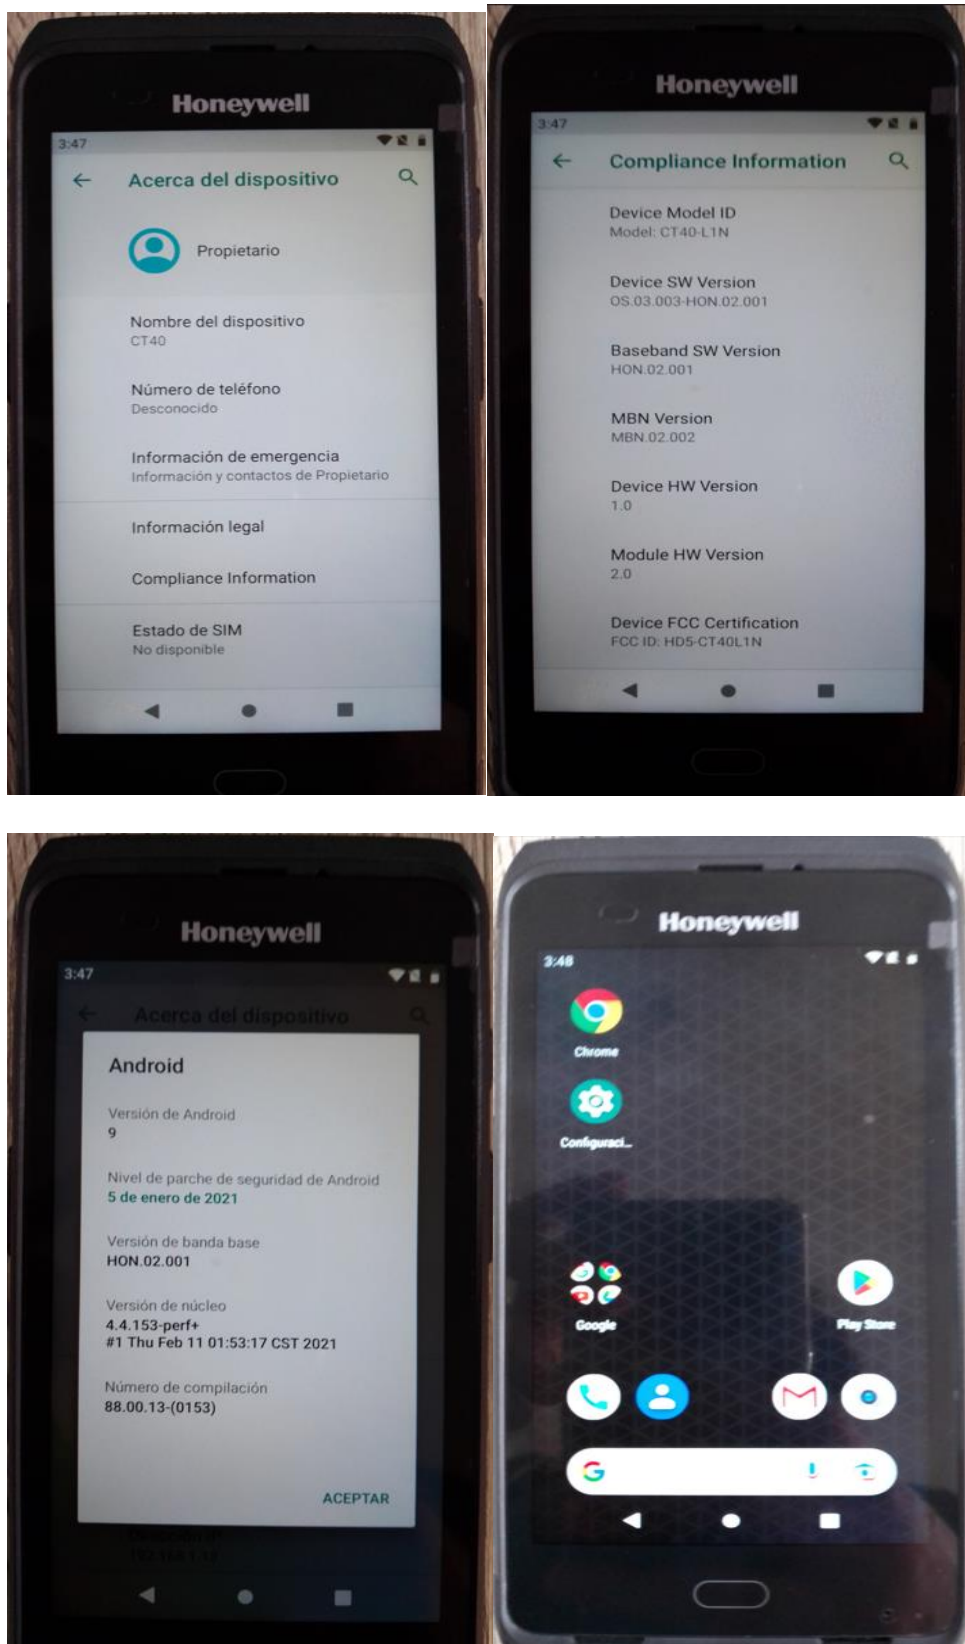 Honeywell
3:47
Acerca del dispositivo
Propietario
Nombre del dispositivo
CT40
Número de teléfono
Desconocido
Información de emergencia
Información y contactos de Propietario
Información legal
Compliance Information
Estado de SIM
No disponible
Honeywell
3:47
Compliance Information
Device Model ID
Model: CT40-L1N
Device SW Version
OS.03.003-HON.02.001
Baseband SW Version
HON.02.001
MBN Version
MBN.02.002
Device HW Version
1.0
Module HW Version
2.0
Device FCC Certification
FCC ID: HD5-CT40L1N
Honeywell
3:47
Acerca del dispositivo
Android
Versión de Android
9
Nivel de parche de seguridad de Android
5 de enero de 2021
Versión de banda base
HON.02.001
Versión de núcleo
4.4.153-perf+
#1 Thu Feb 11 01:53:17 CST 2021
Número de compilación
88.00.13-(0153)
ACEPTAR
Honeywell
3:48
Chrome
Configuraci...
Google
Play Store
G